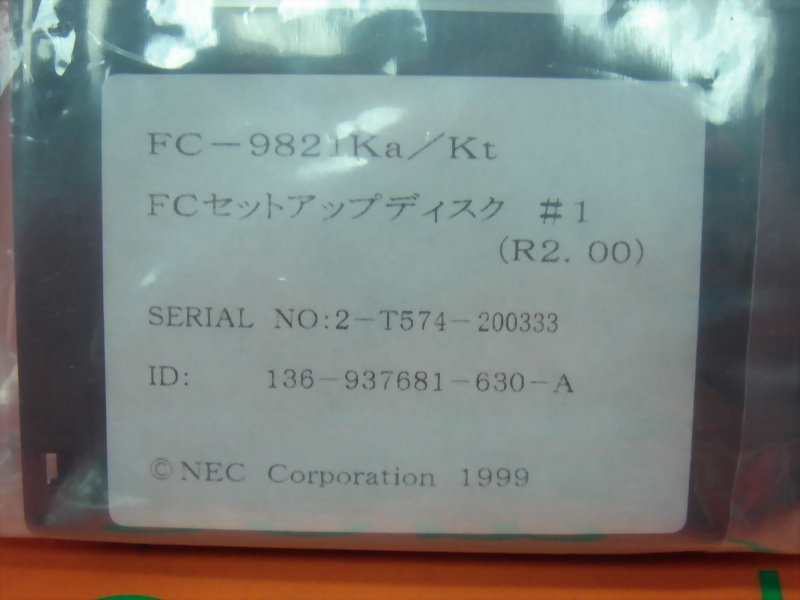 FC-9821Ka/Kt
FCセットアップディスク #1
(R2.00)
SERIAL NO:2-T574-200333
ID: 136-937681-630-A
©NEC Corporation 1999